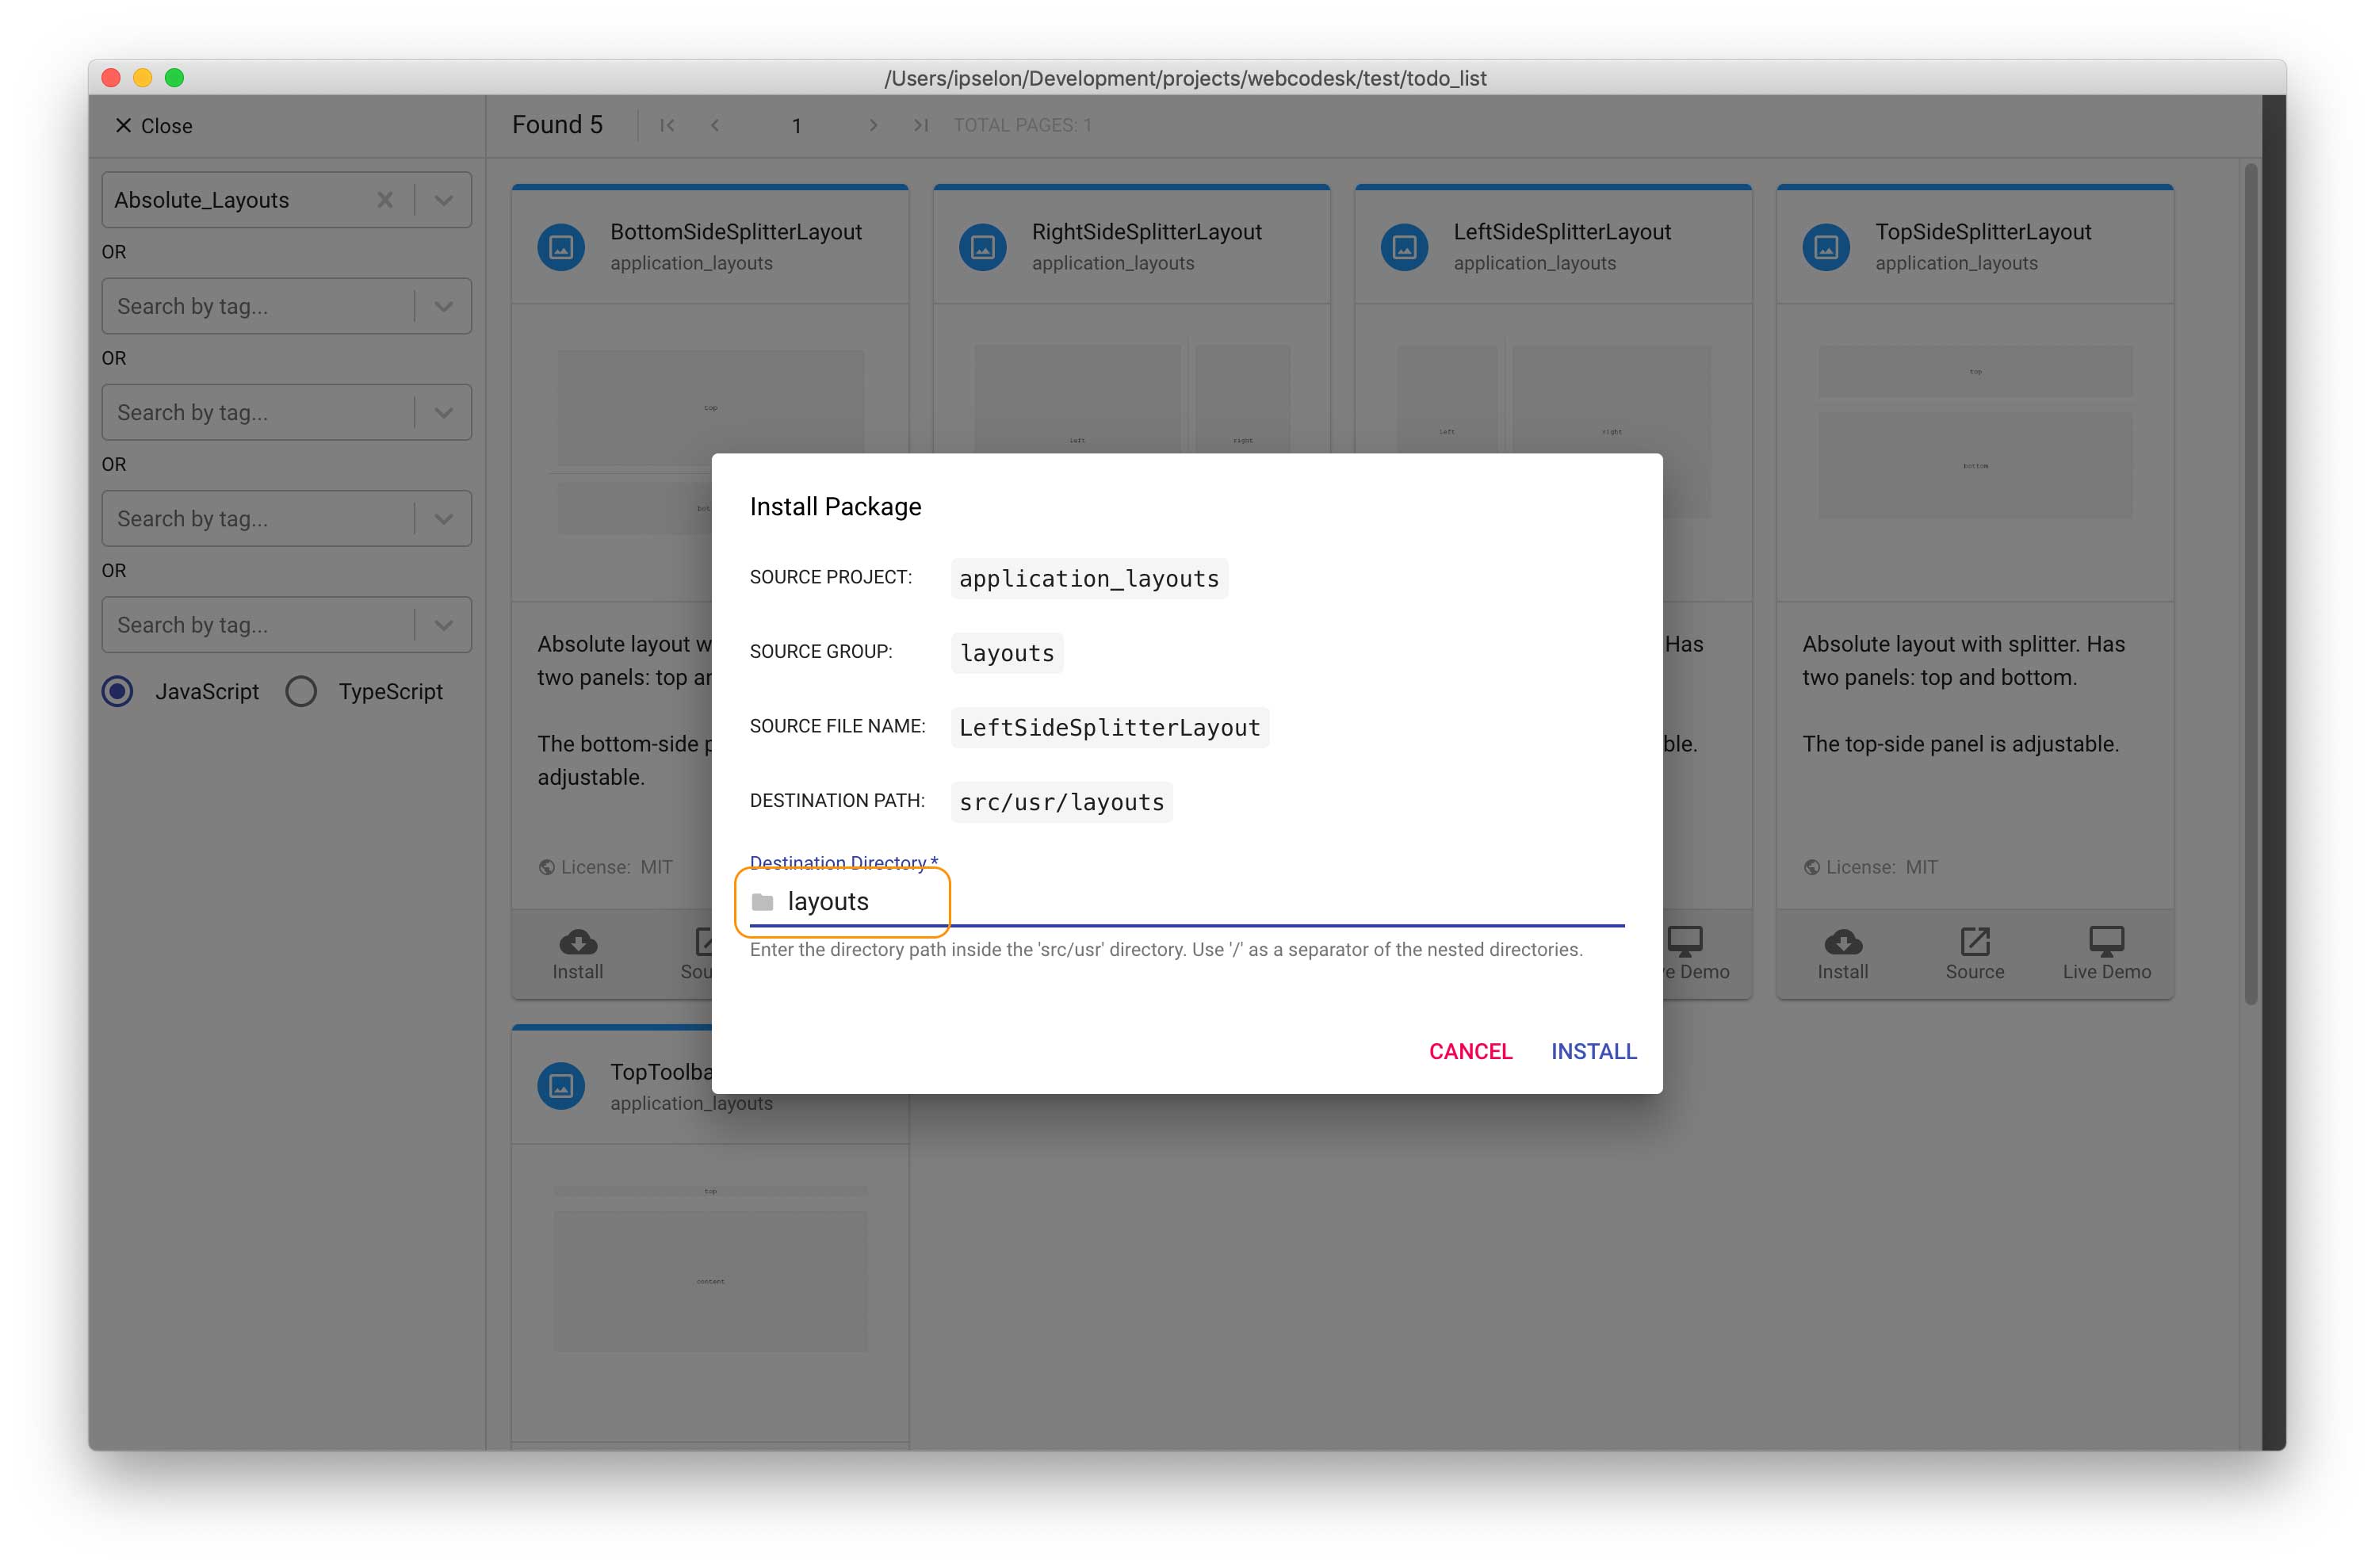 /Users/ipselon/Development/projects/webcodesk/test/todo_list
Close
Found 5
1
TOTAL PAGES: 1
Absolute_Layouts
OR
Search by tag...
OR
Search by tag...
OR
Search by tag...
OR
Search by tag...
JavaScript
TypeScript
BottomSideSplitterLayout
application_layouts
top
Absolute layout
two panels: top
The bottom-side
adjustable.
License: MIT
Install
RightSideSplitterLayout
application_layouts
left
right
LeftSideSplitterLayout
application_layouts
left
right
Has
Demo
TopSideSplitterLayout
application_layouts
top
bottom
Absolute layout with splitter. Has
two panels: top and bottom.
The top-side panel is adjustable.
License: MIT
Install
Source
Live Demo
application_layouts
top
content
Install Package
SOURCE PROJECT:
application_layouts
SOURCE GROUP:
layouts
SOURCE FILE NAME:
LeftSideSplitterLayout
DESTINATION PATH:
src/usr/layouts
Destination Directory *
layouts
Enter the directory path inside the 'src/usr' directory. Use '/' as a separator of the nested directories.
CANCEL
INSTALL